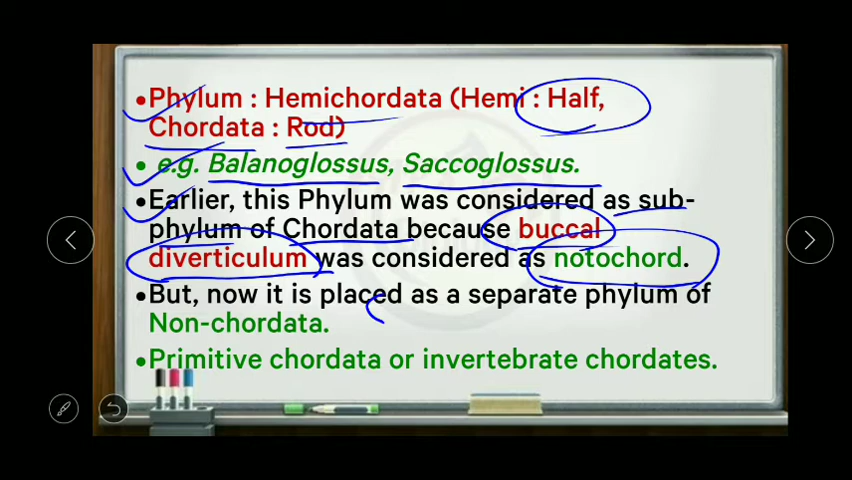 •Phylum : Hemichordata (Hemi : Half,
Chordata : Rod)
• e.g. Balanoglossus, Saccoglossus.
•Earlier, this Phylum was considered as sub-
phylum of Chordata because buccal
diverticulum was considered as notochord.
•But, now it is placed as a separate phylum of
Non-chordata.
•Primitive chordata or invertebrate chordates.